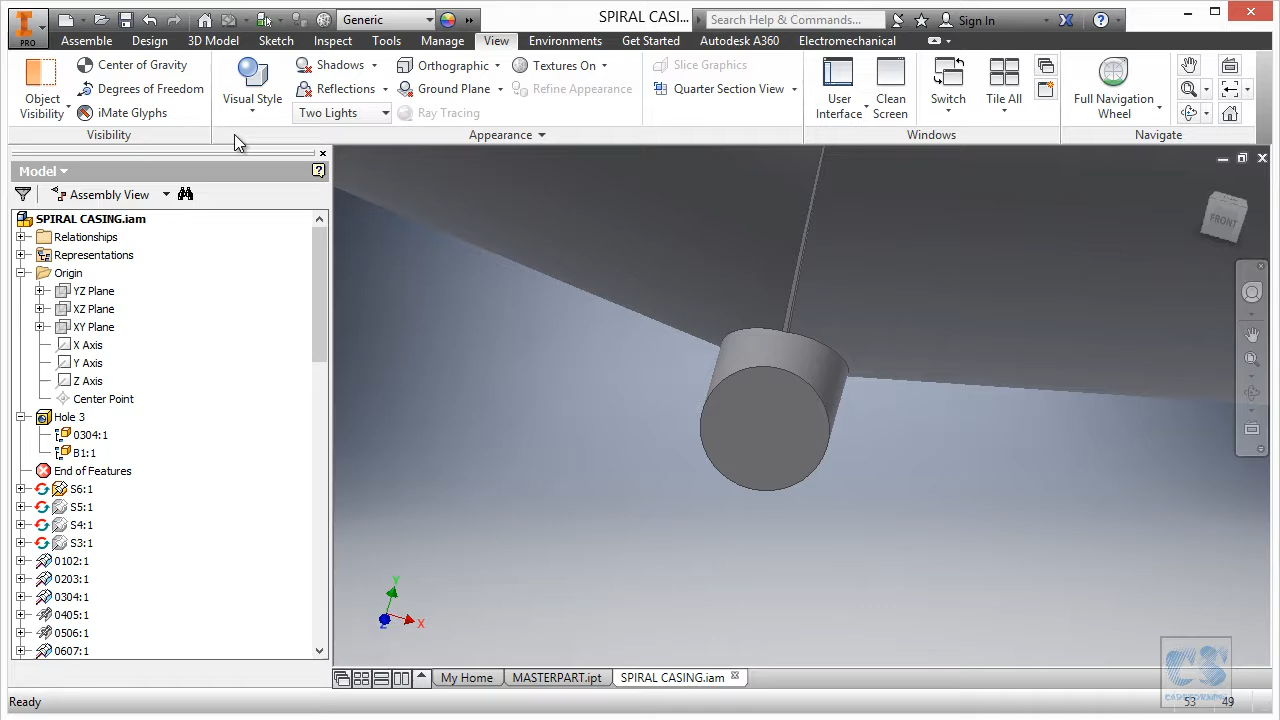 PRO
Generic
SPIRAL CASI...
Search Help & Commands...
Sign In
Assemble
Design
3D Model
Sketch
Inspect
Tools
Manage
View
Environments
Get Started
Autodesk A360
Electromechanical
Object
Visibility
Center of Gravity
Degrees of Freedom
iMate Glyphs
Visibility
Visual Style
Shadows
Reflections
Two Lights
Orthographic
Ground Plane
Ray Tracing
Textures On
Refine Appearance
Appearance
Slice Graphics
Quarter Section View
User
Interface
Clean
Screen
Switch
Tile All
Windows
Full Navigation
Wheel
Navigate
Model
Assembly View
SPIRAL CASING.iam
Relationships
Representations
Origin
YZ Plane
XZ Plane
XY Plane
X Axis
Y Axis
Z Axis
Center Point
Hole 3
0304:1
B1:1
End of Features
S6:1
S5:1
S4:1
S3:1
0102:1
0203:1
0304:1
0405:1
0506:1
0607:1
FRONT
Y
X
Z
My Home
MASTERPART.ipt
SPIRAL CASING.iam
Ready
53
49